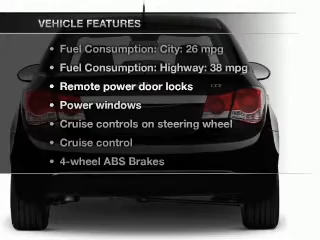 VEHICLE FEATURES
• Fuel Consumption: City: 26 mpg
• Fuel Consumption: Highway: 38 mpg
• Remote power door locks
• Power windows
• Cruise controls on steering wheel
• Cruise control
• 4-wheel ABS Brakes